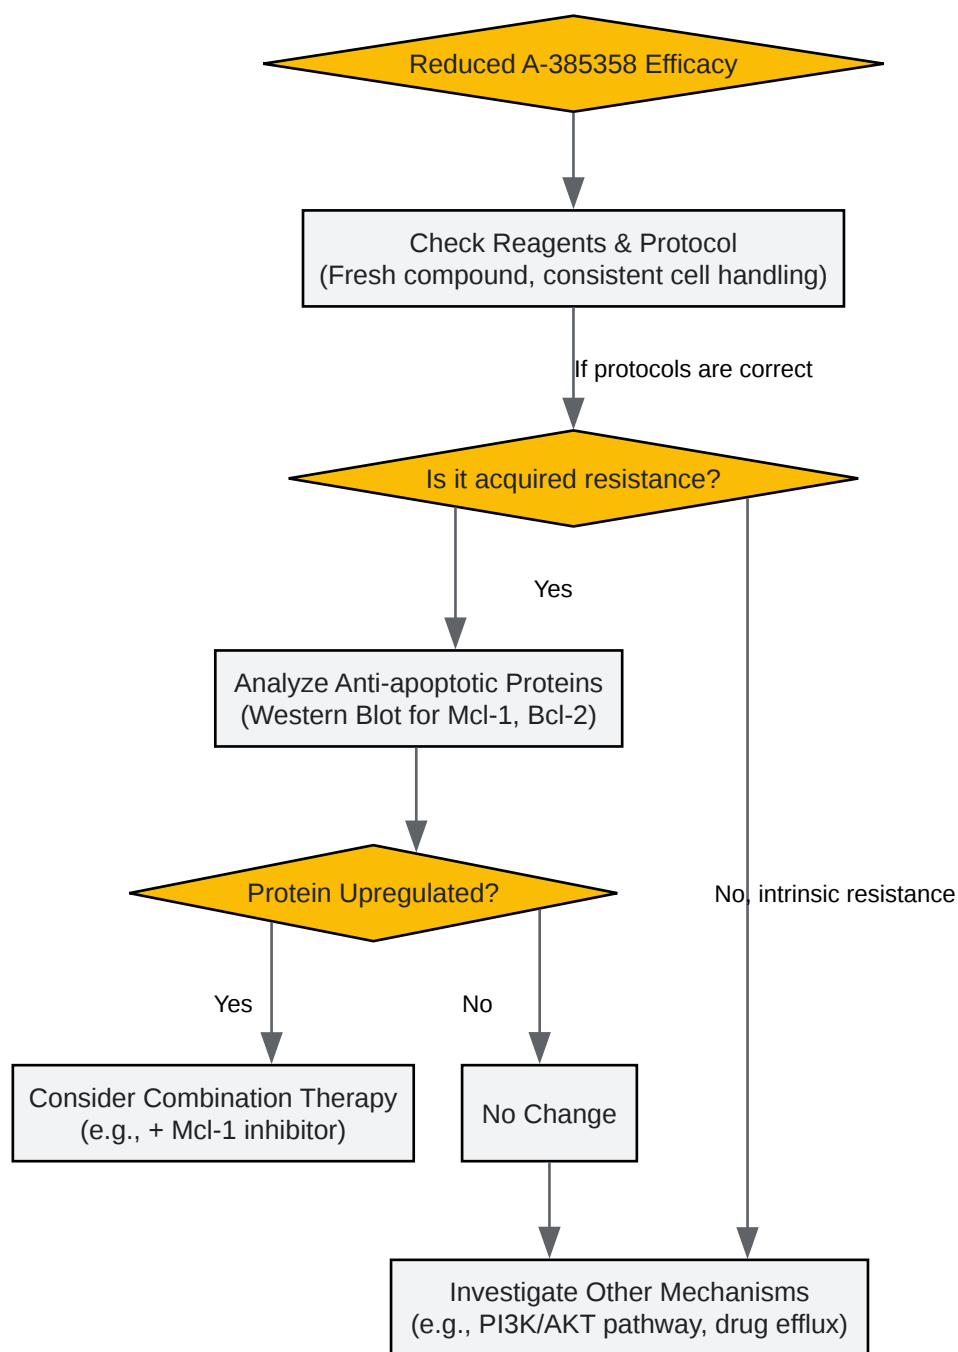 Reduced A-385358 Efficacy
Check Reagents & Protocol
(Fresh compound, consistent cell handling)
If protocols are correct
Is it acquired resistance?
Yes
Analyze Anti-apoptotic Proteins
(Western Blot for Mcl-1, Bcl-2)
Protein Upregulated?
No, intrinsic resistance
Yes
No
Consider Combination Therapy
(e.g., + Mcl-1 inhibitor)
No Change
Investigate Other Mechanisms
(e.g., PI3K/AKT pathway, drug efflux)